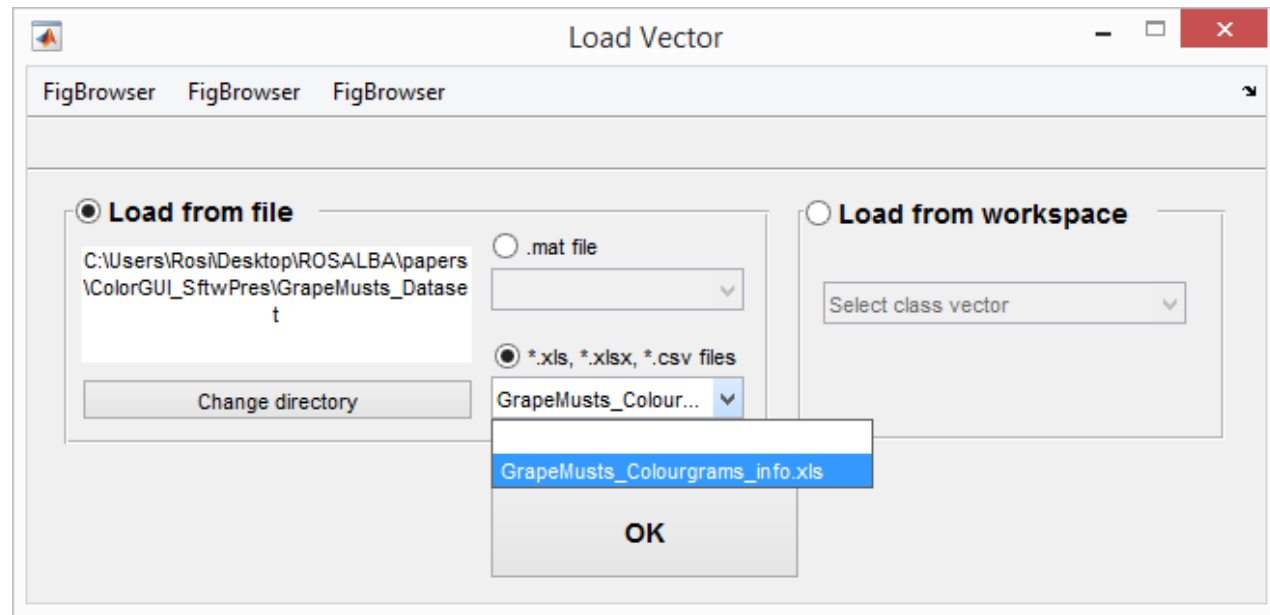 Load Vector
FigBrowser FigBrowser FigBrowser
Load from file
C:\Users\Rosi\Desktop\ROSALBA\papers
\ColorGUI_SftwPres\GrapeMusts_Datase
t
Change directory
.mat file
*.xls, *.xlsx, *.csv files
GrapeMusts_Colour...
GrapeMusts_Colourgrams_info.xls
OK
Load from workspace
Select class vector